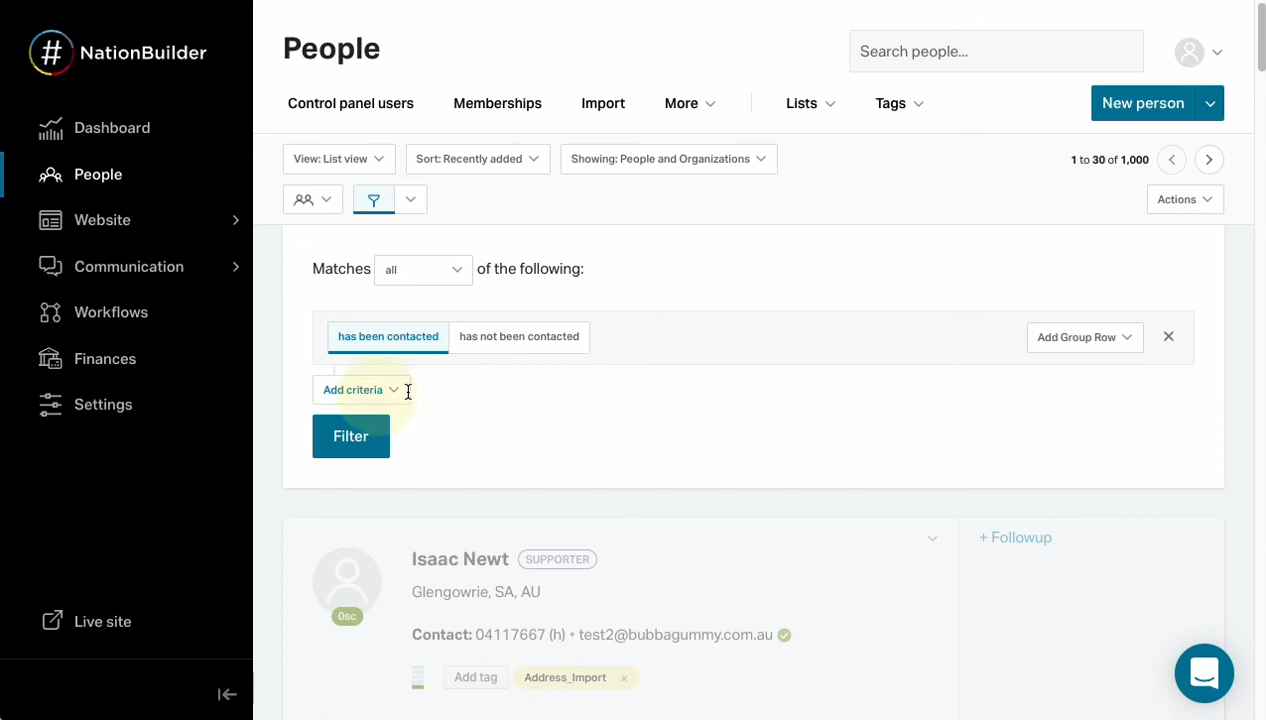 # NationBuilder
Dashboard
People
Website
Communication
Workflows
Finances
Settings
Live site
People
Search people...
Control panel users
Memberships
Import
More
Lists
Tags
New person
View: List view
Sort: Recently added
Showing: People and Organizations
1 to 30 of 1,000
Actions
Matches all of the following:
has been contacted
has not been contacted
Add Group Row
Add criteria
Filter
Isaac Newt SUPPORTER
+ Followup
Glengowrie, SA, AU
0sc
Contact: 04117667 (h) • test2@bubbagummy.com.au
Add tag
Address_Import ×